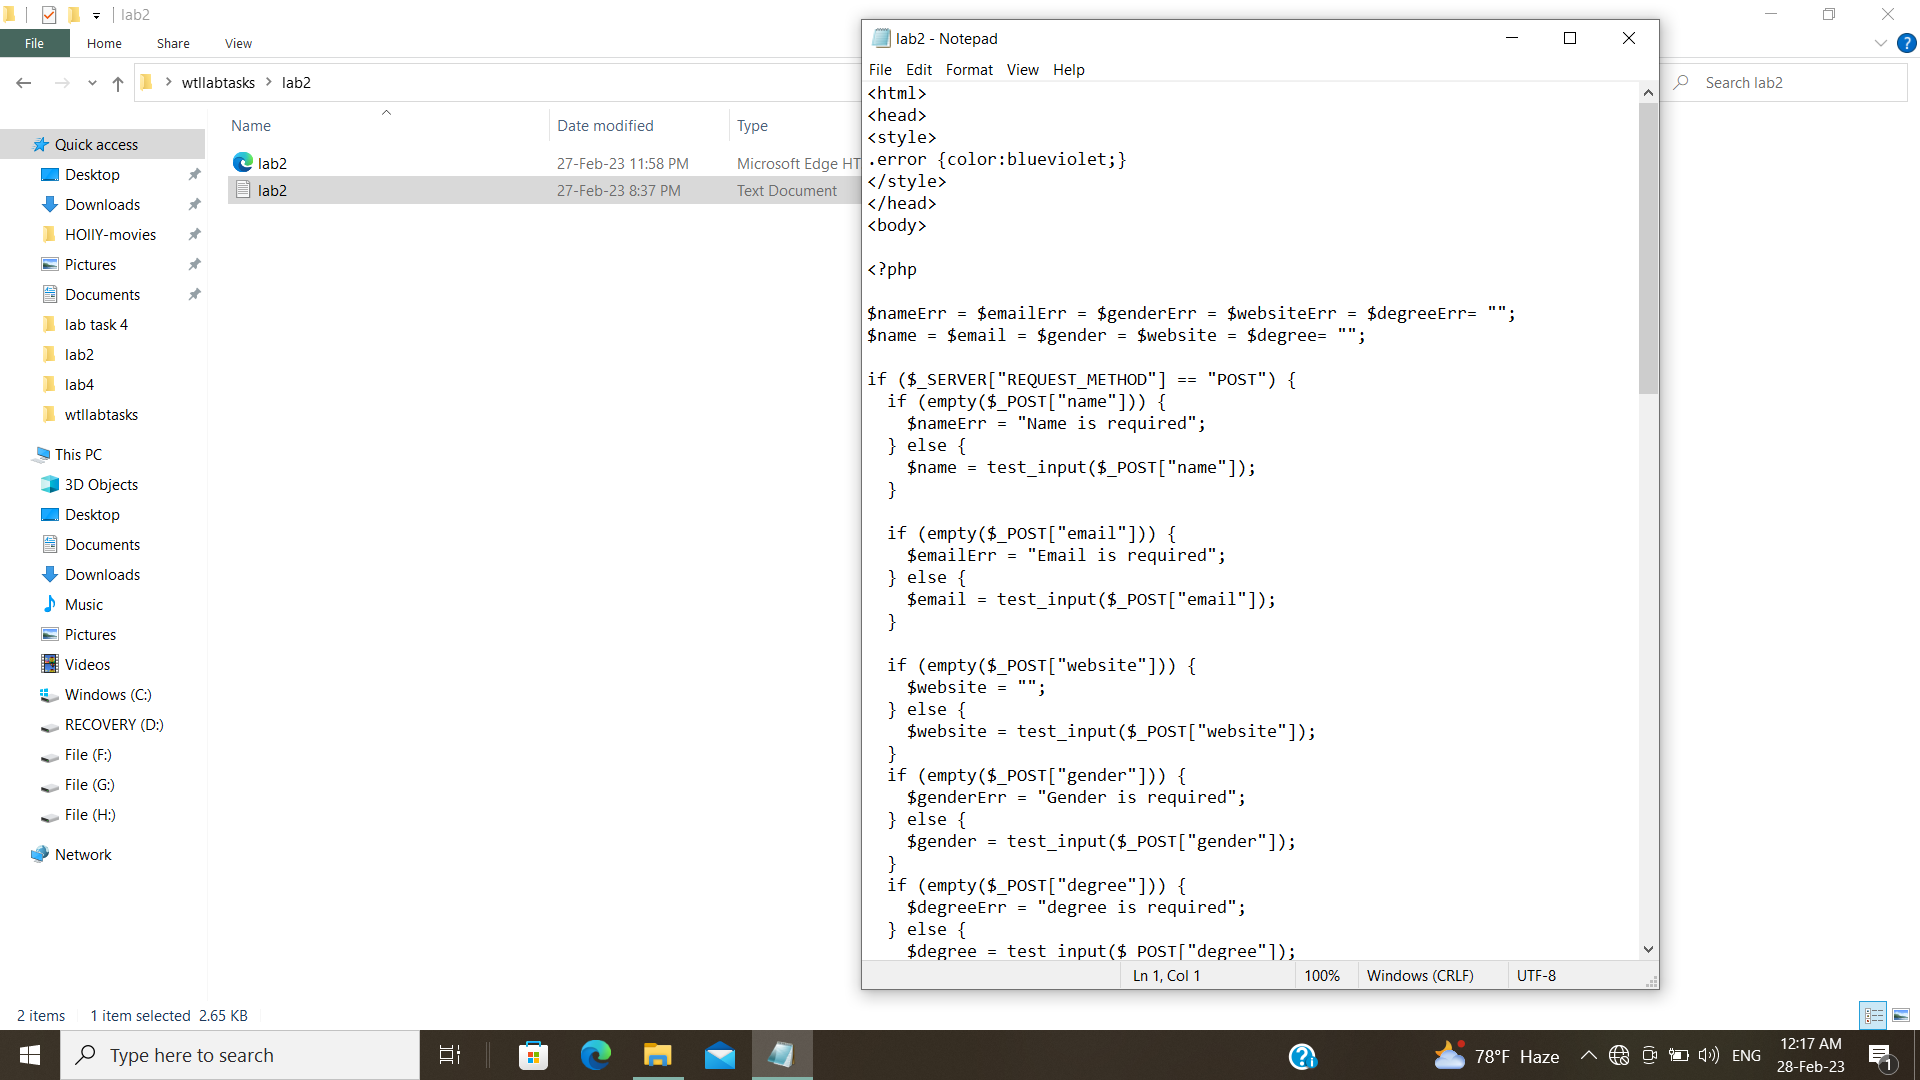 lab2
File
Home
Share
View
wtllabtasks
lab2
Search lab2
Name
Date modified
Type
lab2
27-Feb-23 11:58 PM
Microsoft Edge HT
lab2
27-Feb-23 8:37 PM
Text Document
Quick access
Desktop
Downloads
HOllY-movies
Pictures
Documents
lab task 4
lab2
lab4
wtllabtasks
This PC
3D Objects
Desktop
Documents
Downloads
Music
Pictures
Videos
Windows (C:)
RECOVERY (D:)
File (F:)
File (G:)
File (H:)
Network
2 items
1 item selected 2.65 KB
lab2 - Notepad
File Edit Format View Help
<html>
<head>
<style>
.error {color:blueviolet;}
</style>
</head>
<body>
<?php
$nameErr = $emailErr = $genderErr = $websiteErr = $degreeErr= "";
$name = $email = $gender = $website = $degree= "";
if ($_SERVER["REQUEST_METHOD"] == "POST") {
  if (empty($_POST["name"])) {
    $nameErr = "Name is required";
  } else {
    $name = test_input($_POST["name"]);
  }
  if (empty($_POST["email"])) {
    $emailErr = "Email is required";
  } else {
    $email = test_input($_POST["email"]);
  }
  if (empty($_POST["website"])) {
    $website = "";
  } else {
    $website = test_input($_POST["website"]);
  }
  if (empty($_POST["gender"])) {
    $genderErr = "Gender is required";
  } else {
    $gender = test_input($_POST["gender"]);
  }
  if (empty($_POST["degree"])) {
    $degreeErr = "degree is required";
  } else {
    $degree = test_input($_POST["degree"]);
Ln 1, Col 1
100%
Windows (CRLF)
UTF-8
Type here to search
78°F Haze
ENG
12:17 AM
28-Feb-23
1